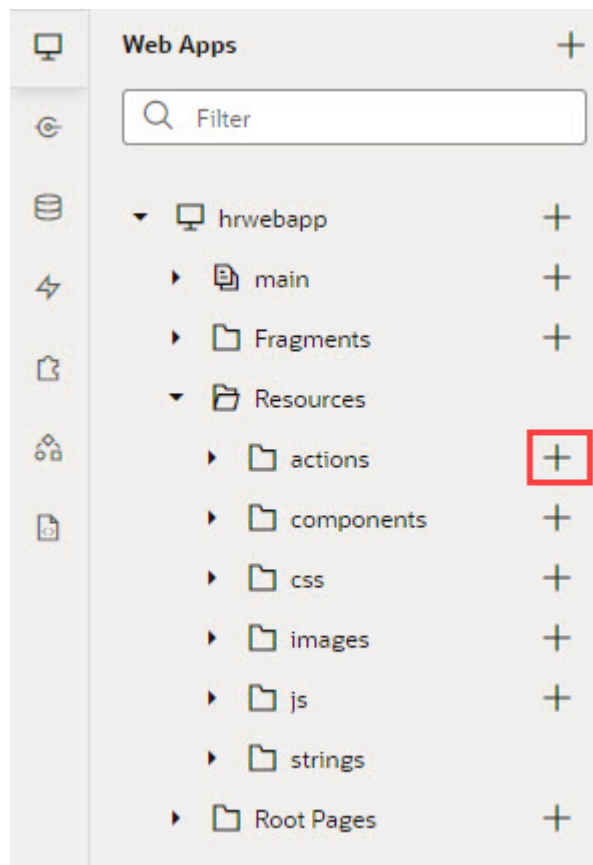 Web Apps
Filter
hrwebapp
main
Fragments
Resources
actions
components
css
images
js
strings
Root Pages